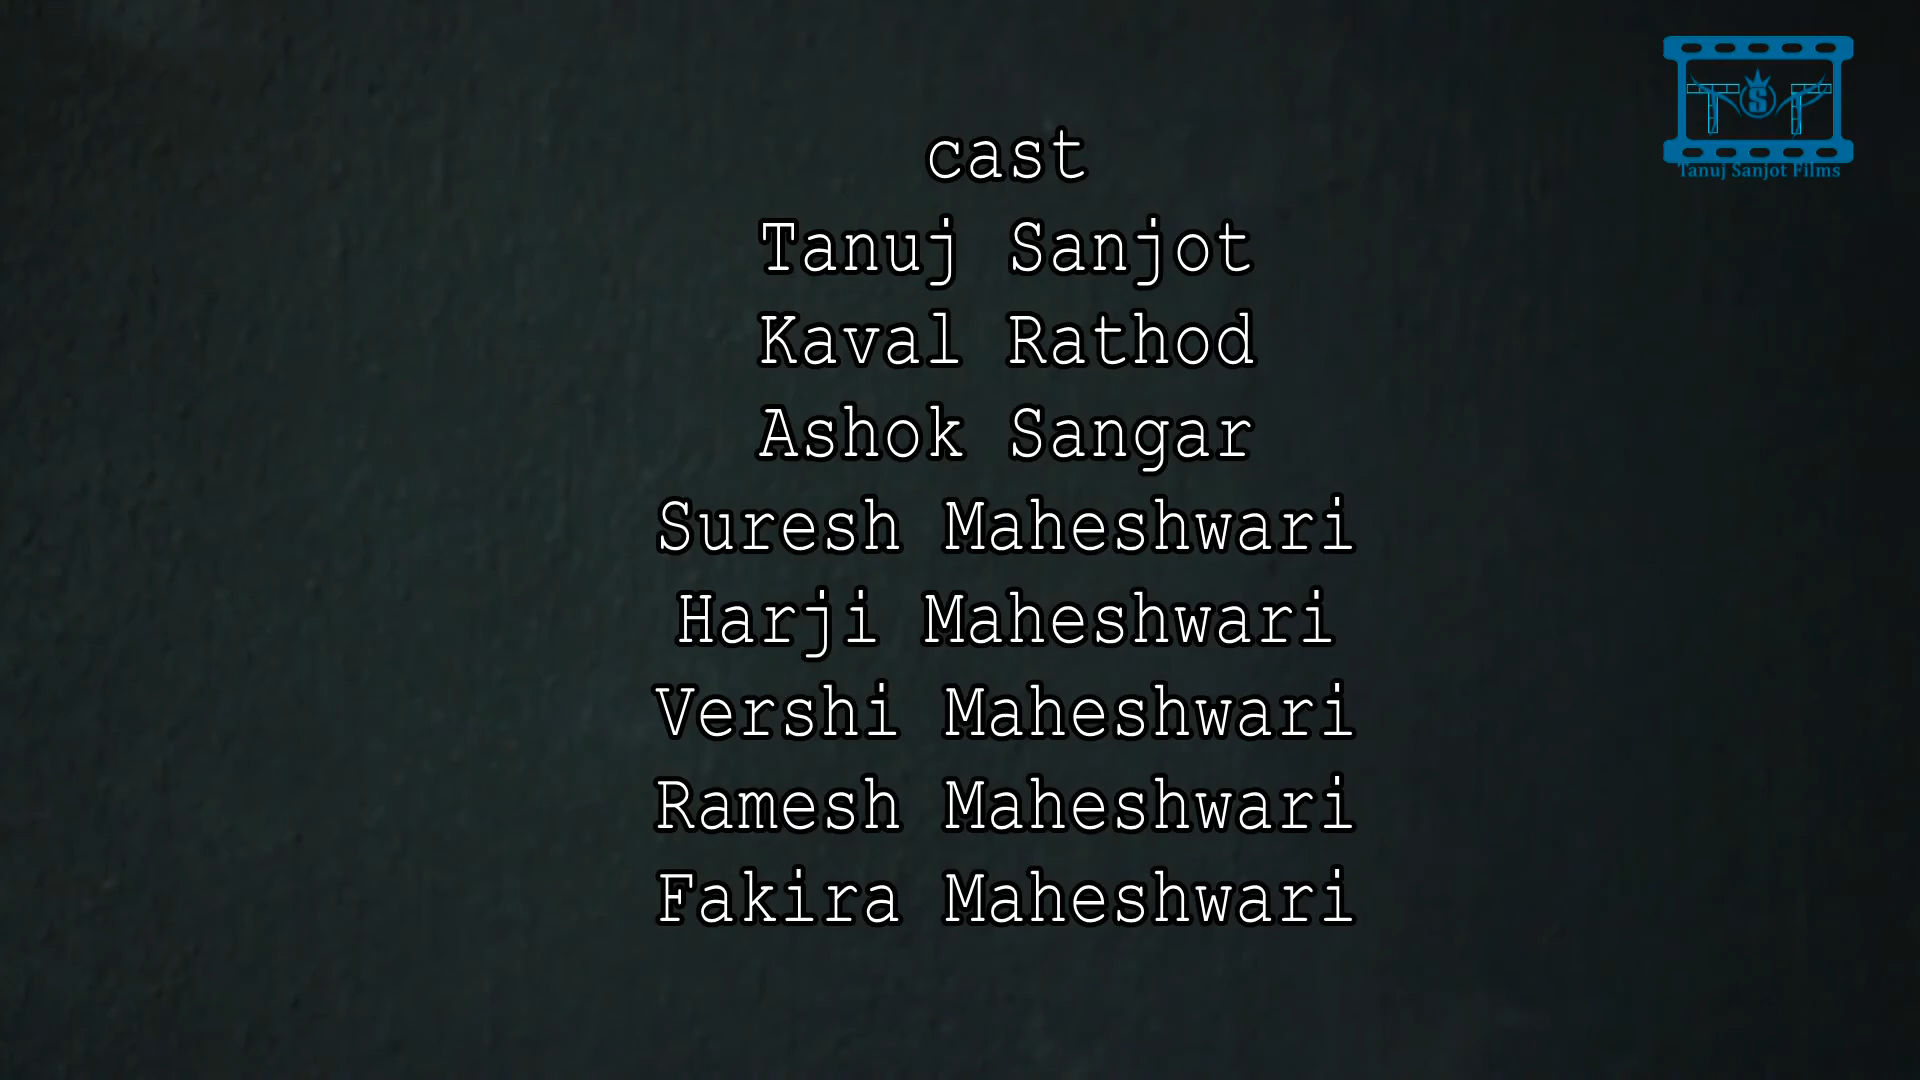 cast
Tanuj Sanjot
Kaval Rathod
Ashok Sangar
Suresh Maheshwari
Harji Maheshwari
Vershi Maheshwari
Ramesh Maheshwari
Fakira Maheshwari
T S T
Tanuj Sanjot Films